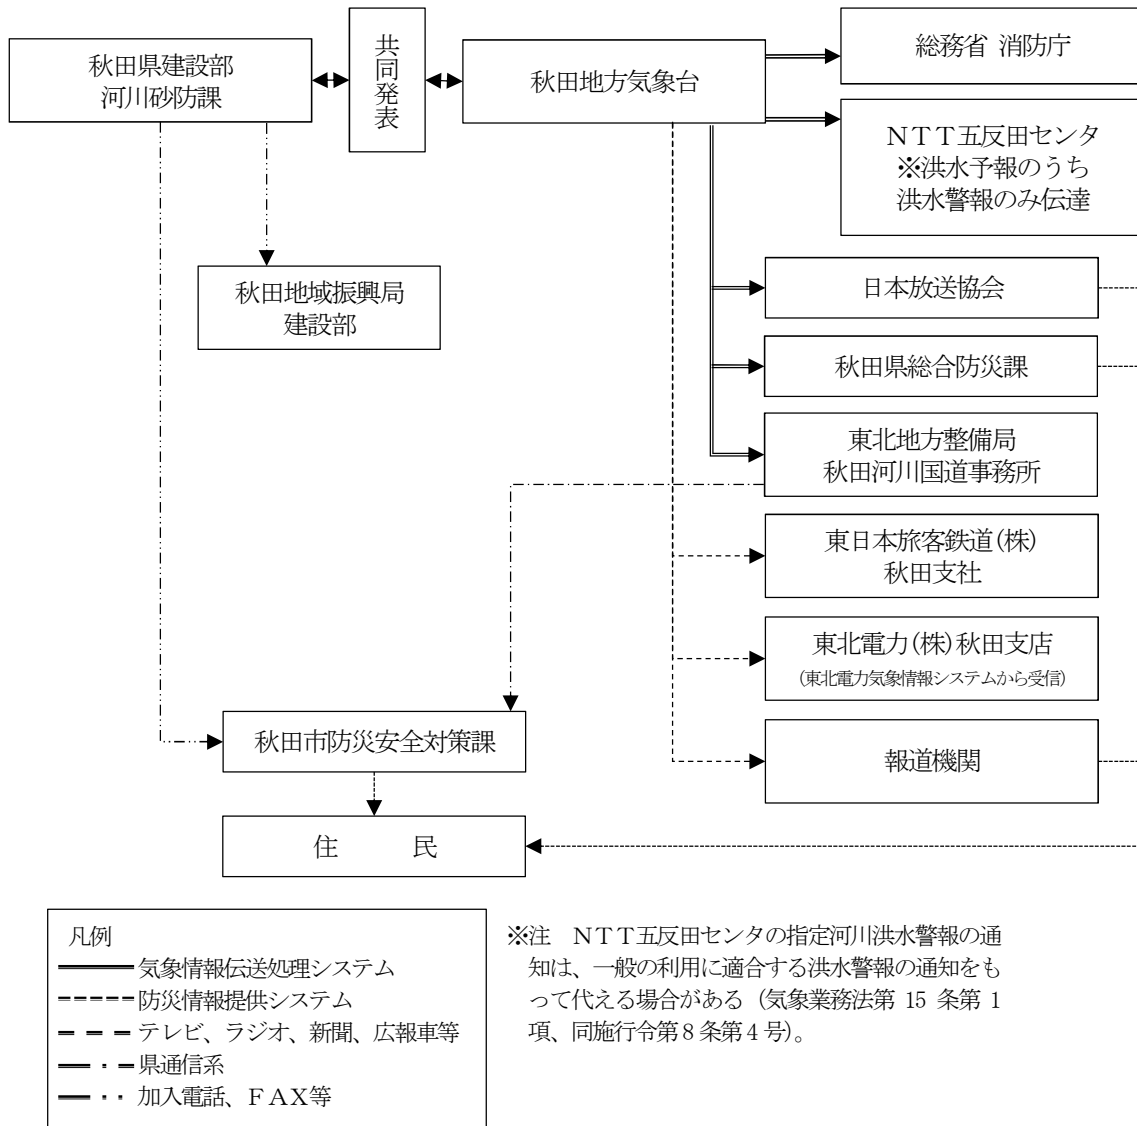 秋田県建設部
河川砂防課
共同発表
秋田地方気象台
総務省 消防庁
ＮＴＴ五反田センタ
※洪水予報のうち
洪水警報のみ伝達
秋田地域振興局
建設部
日本放送協会
秋田県総合防災課
東北地方整備局
秋田河川国道事務所
東日本旅客鉄道(株)
秋田支社
東北電力(株)秋田支店
(東北電力気象情報システムから受信)
報道機関
秋田市防災安全対策課
住　　民
凡例
気象情報伝送処理システム
防災情報提供システム
テレビ、ラジオ、新聞、広報車等
県通信系
加入電話、ＦＡＸ等
※注　ＮＴＴ五反田センタの指定河川洪水警報の通
知は、一般の利用に適合する洪水警報の通知をも
って代える場合がある（気象業務法第 15 条第 1
項、同施行令第 8 条第 4 号）。